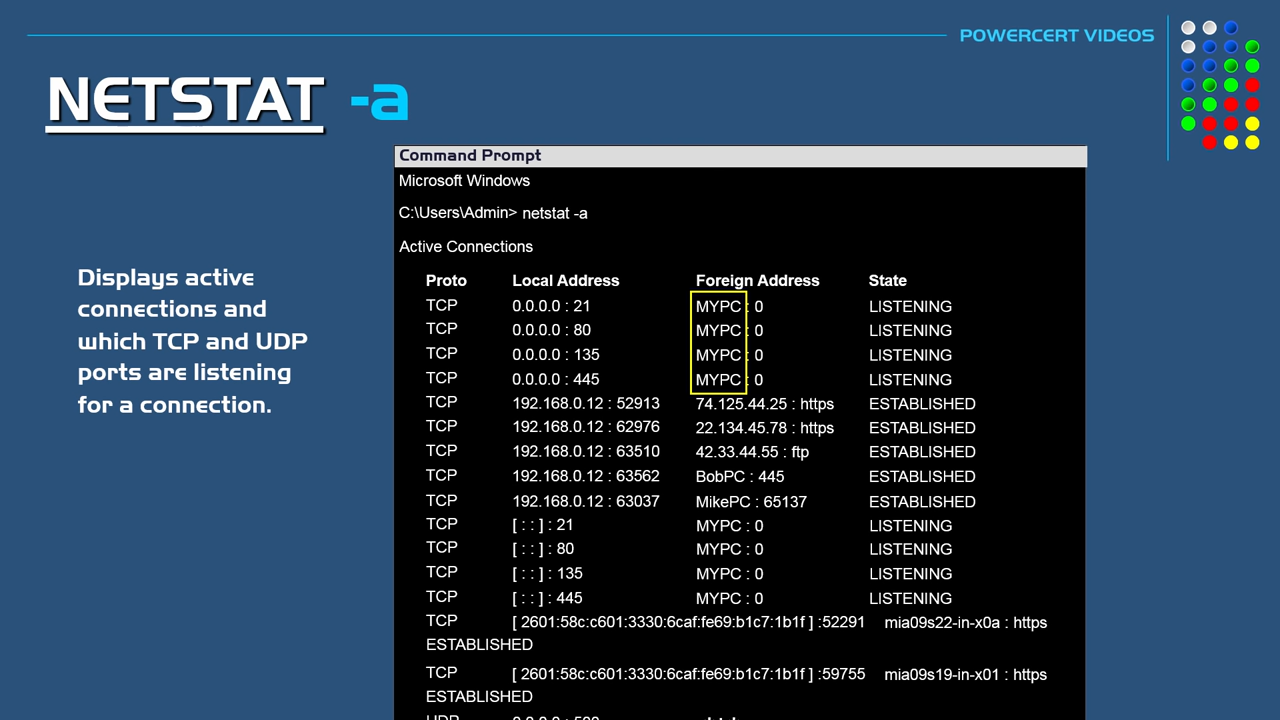 POWERCERT VIDEOS
NETSTAT -a
Command Prompt
Microsoft Windows
C:\Users\Admin> netstat -a
Active Connections
Displays active
connections and
which TCP and UDP
ports are listening
for a connection.
Proto Local Address Foreign Address State
TCP 0.0.0.0 : 21 MYPC : 0 LISTENING
TCP 0.0.0.0 : 80 MYPC : 0 LISTENING
TCP 0.0.0.0 : 135 MYPC : 0 LISTENING
TCP 0.0.0.0 : 445 MYPC : 0 LISTENING
TCP 192.168.0.12 : 52913 74.125.44.25 : https ESTABLISHED
TCP 192.168.0.12 : 62976 22.134.45.78 : https ESTABLISHED
TCP 192.168.0.12 : 63510 42.33.44.55 : ftp ESTABLISHED
TCP 192.168.0.12 : 63562 BobPC : 445 ESTABLISHED
TCP 192.168.0.12 : 63037 MikePC : 65137 ESTABLISHED
TCP [ : : ] : 21 MYPC : 0 LISTENING
TCP [ : : ] : 80 MYPC : 0 LISTENING
TCP [ : : ] : 135 MYPC : 0 LISTENING
TCP [ : : ] : 445 MYPC : 0 LISTENING
TCP [ 2601:58c:c601:3330:6caf:fe69:b1c7:1b1f ] :52291 mia09s22-in-x0a : https
ESTABLISHED
TCP [ 2601:58c:c601:3330:6caf:fe69:b1c7:1b1f ] :59755 mia09s19-in-x01 : https
ESTABLISHED